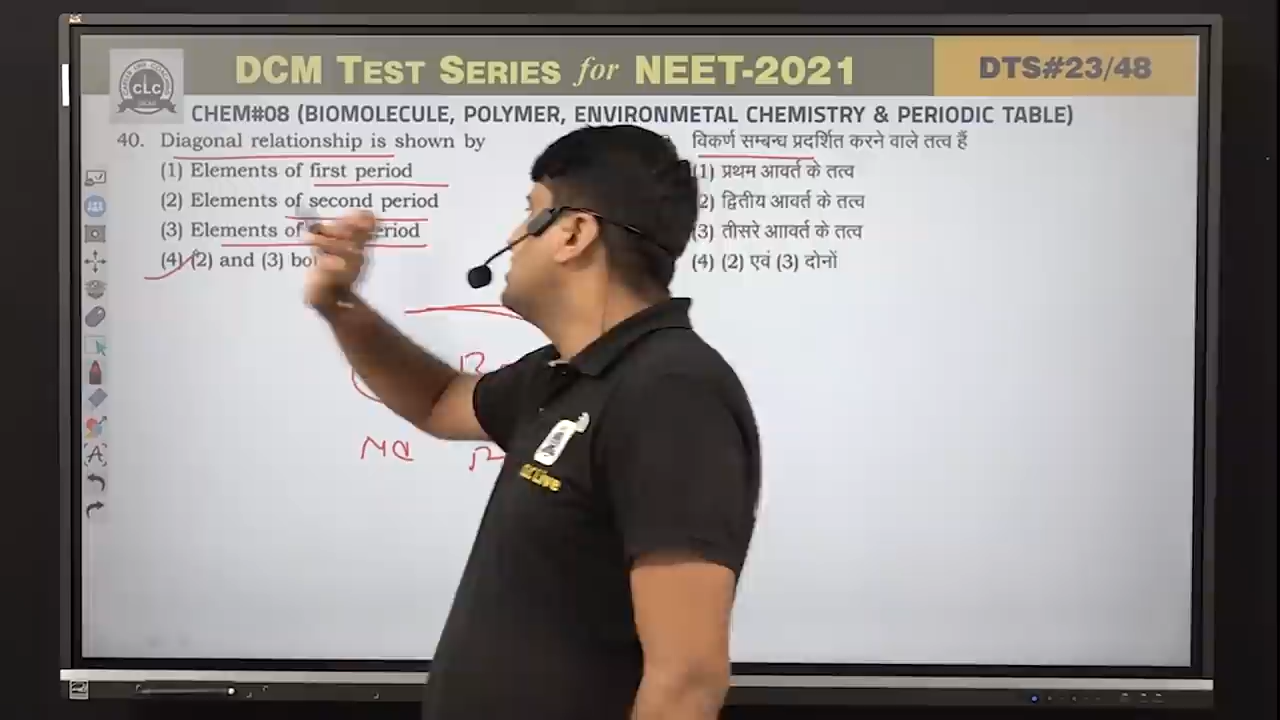 DCM TEST SERIES for NEET-2021
DTS#23/48
CLC
CHEM#08 (BIOMOLECULE, POLYMER, ENVIRONMETAL CHEMISTRY & PERIODIC TABLE)
40. Diagonal relationship is shown by
(1) Elements of first period
(2) Elements of second period
(3) Elements of eriod
(4) (2) and (3) bo
विकर्ण सम्बन्ध प्रदर्शित करने वाले तत्व हैं
(1) प्रथम आवर्त के तत्व
(2) द्वितीय आवर्त के तत्व
(3) तीसरे आावर्त के तत्व
(4) (2) एवं (3) दोनों
Live